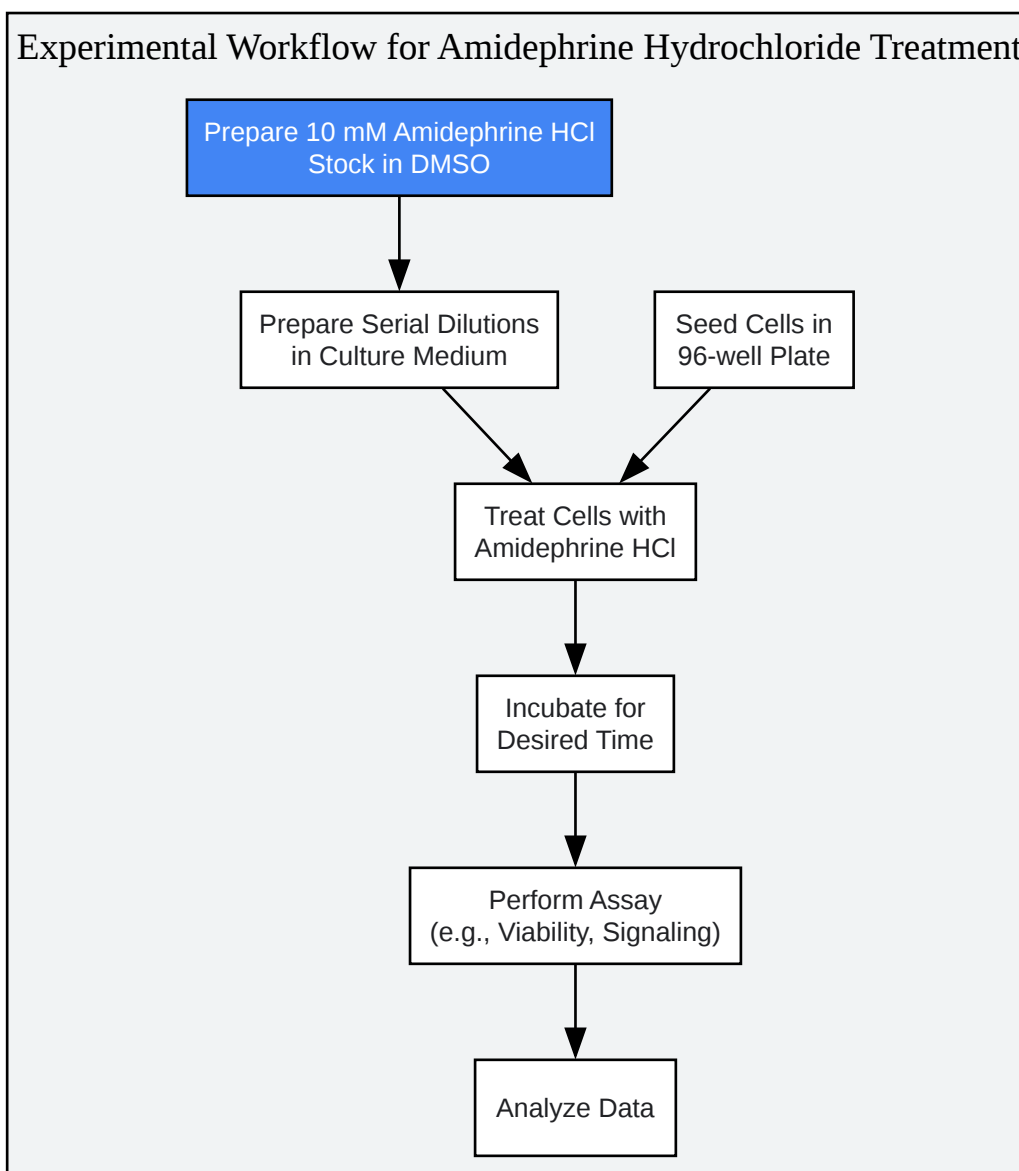 Experimental Workflow for Amidephrine Hydrochloride Treatment
Prepare 10 mM Amidephrine HCl
Stock in DMSO
Prepare Serial Dilutions
in Culture Medium
Seed Cells in
96-well Plate
Treat Cells with
Amidephrine HCl
Incubate for
Desired Time
Perform Assay
(e.g., Viability, Signaling)
Analyze Data